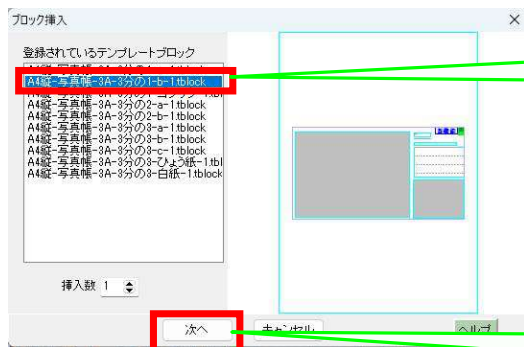 ブロック挿入
登録されているテンプレートブロック
A4縦-写真帳-3A-3分の1-b-1.tblock
A4縦-写真帳-3A-3分の2-a-1.tblock
A4縦-写真帳-3A-3分の2-b-1.tblock
A4縦-写真帳-3A-3分の3-a-1.tblock
A4縦-写真帳-3A-3分の3-b-1.tblock
A4縦-写真帳-3A-3分の3-c-1.tblock
A4縦-写真帳-3A-3分の3-ひょう紙-1.tbl
A4縦-写真帳-3A-3分の3-白紙-1.tblock
挿入数 1
次へ
キャンセル
ヘルプ